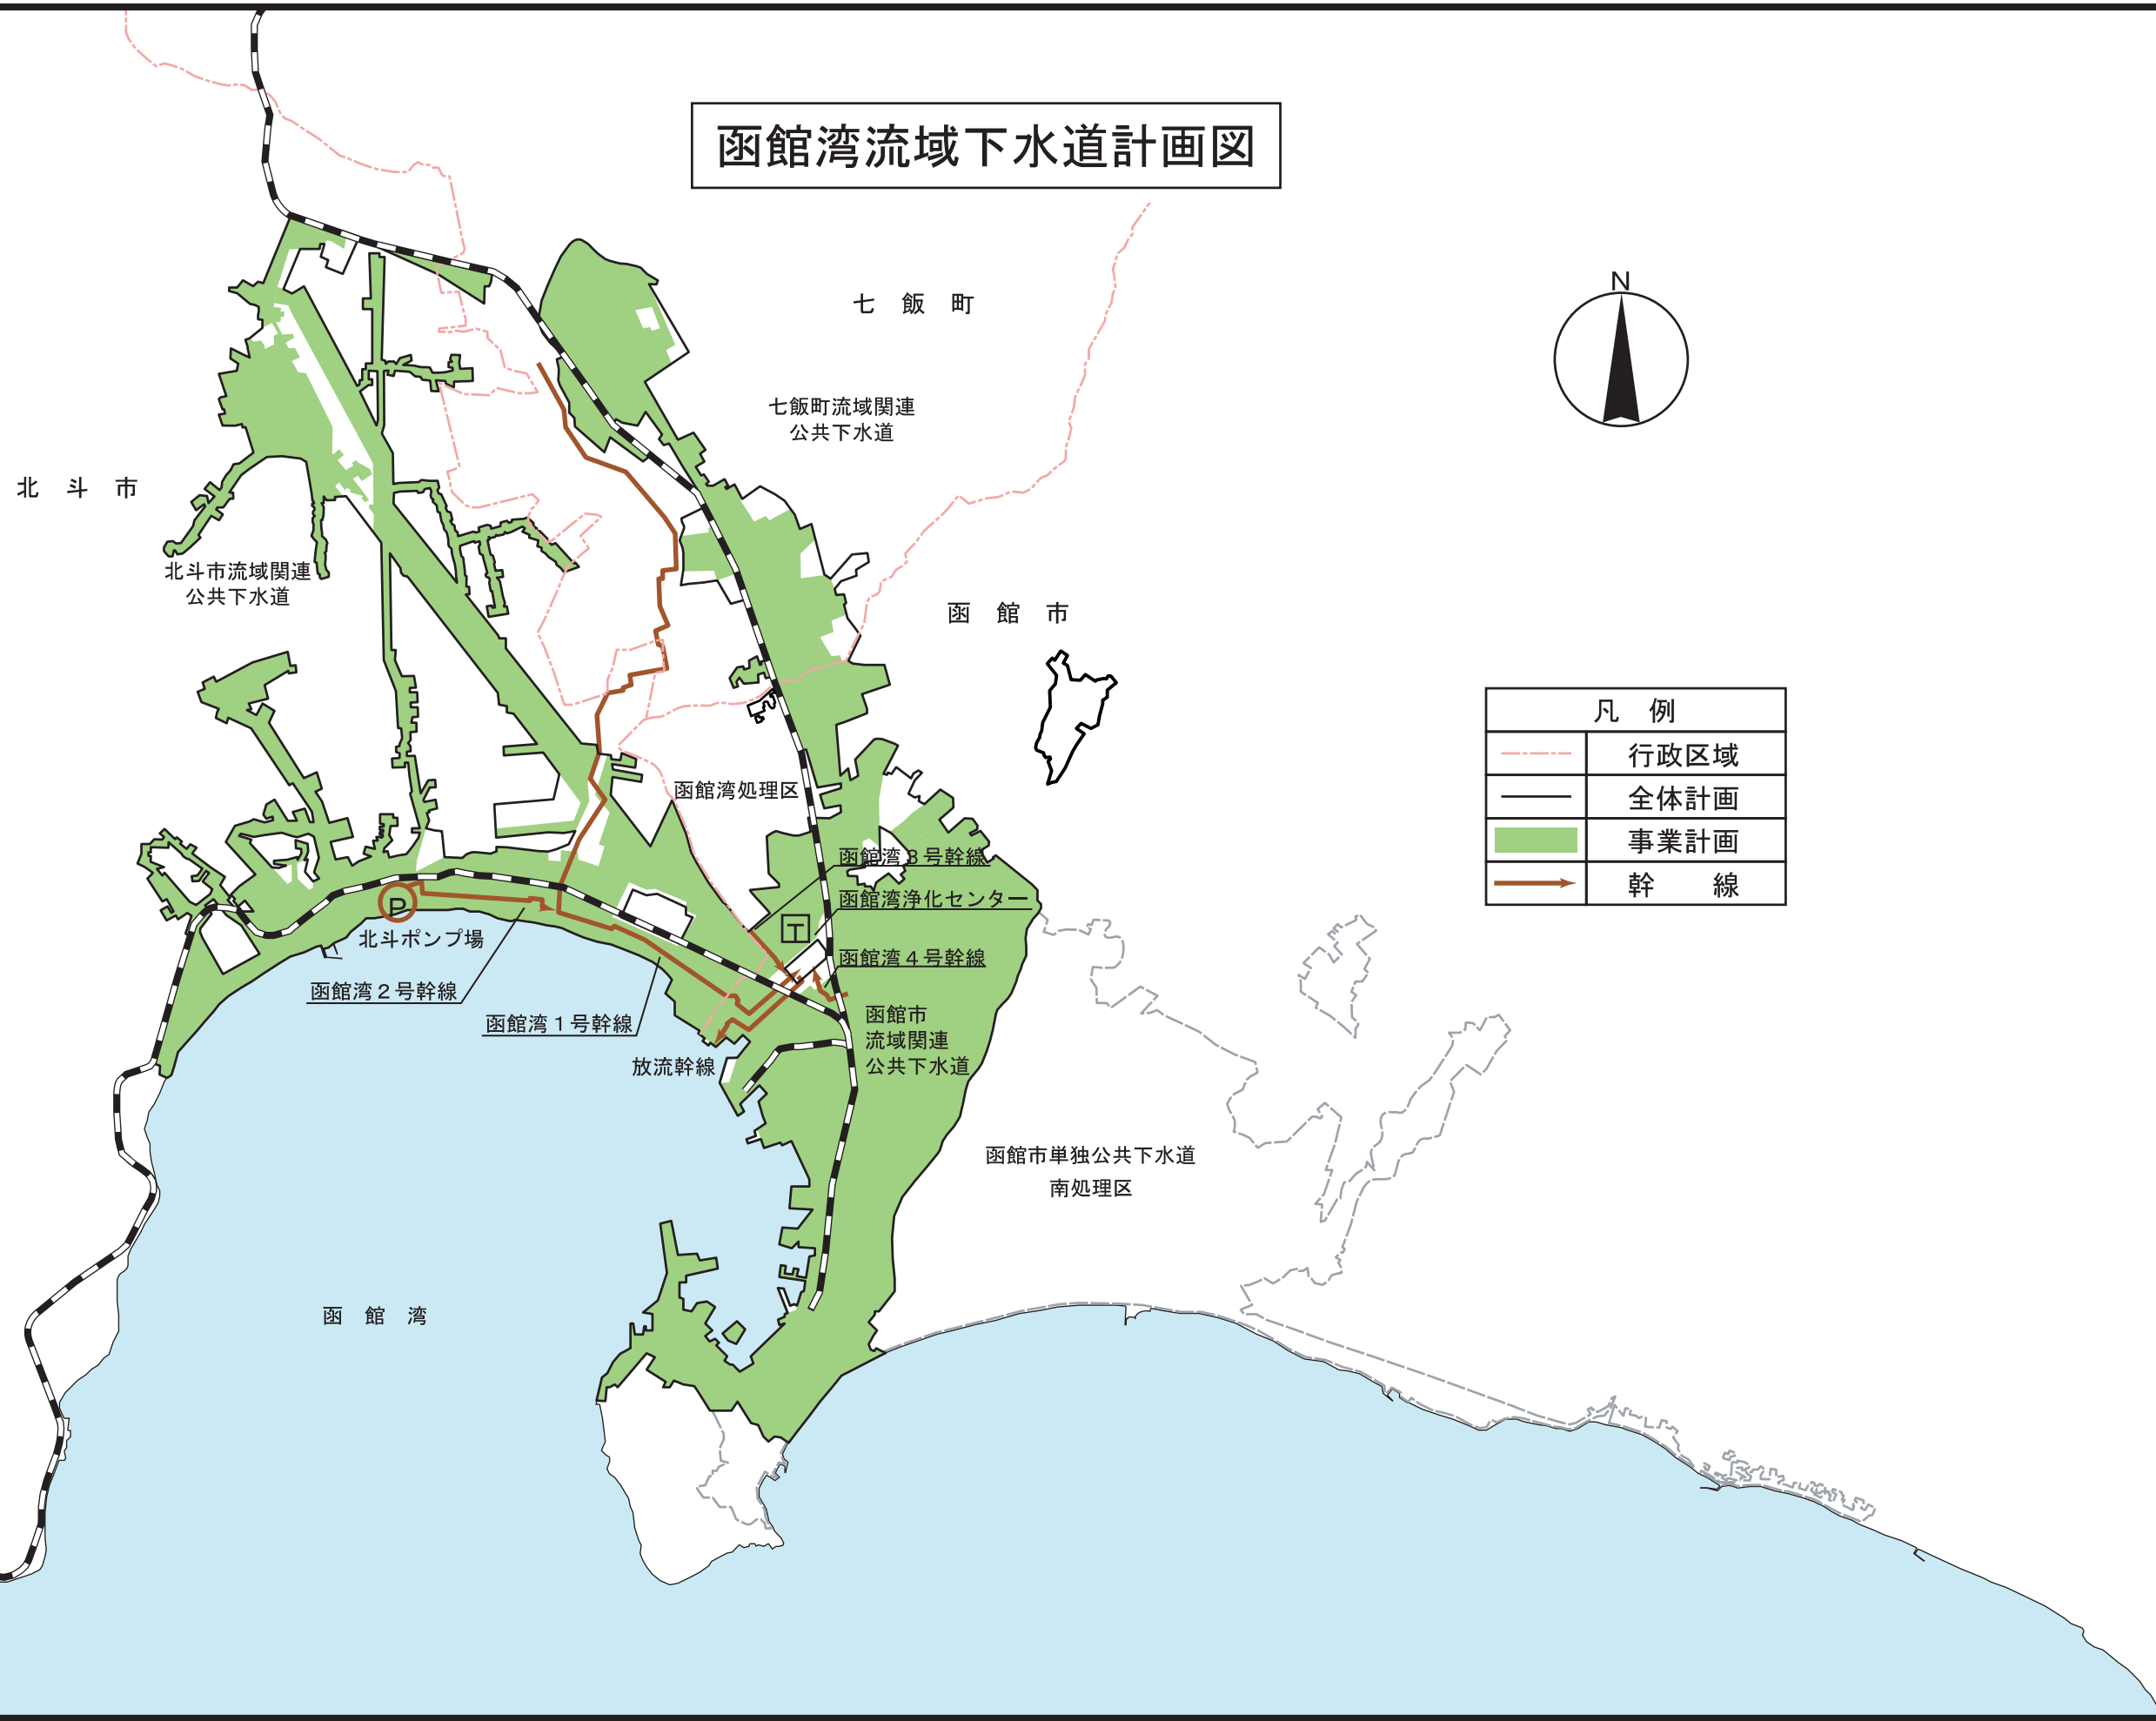 函館湾流域下水道計画図
N
七飯町
七飯町流域関連
公共下水道
北斗市
北斗市流域関連
公共下水道
函館市
凡 例
行政区域
全体計画
事業計画
幹 線
函館湾処理区
函館湾3号幹線
函館湾浄化センター
P
T
北斗ポンプ場
函館湾4号幹線
函館湾2号幹線
函館湾1号幹線
函館市
流域関連
公共下水道
放流幹線
函館市単独公共下水道
南処理区
函館湾